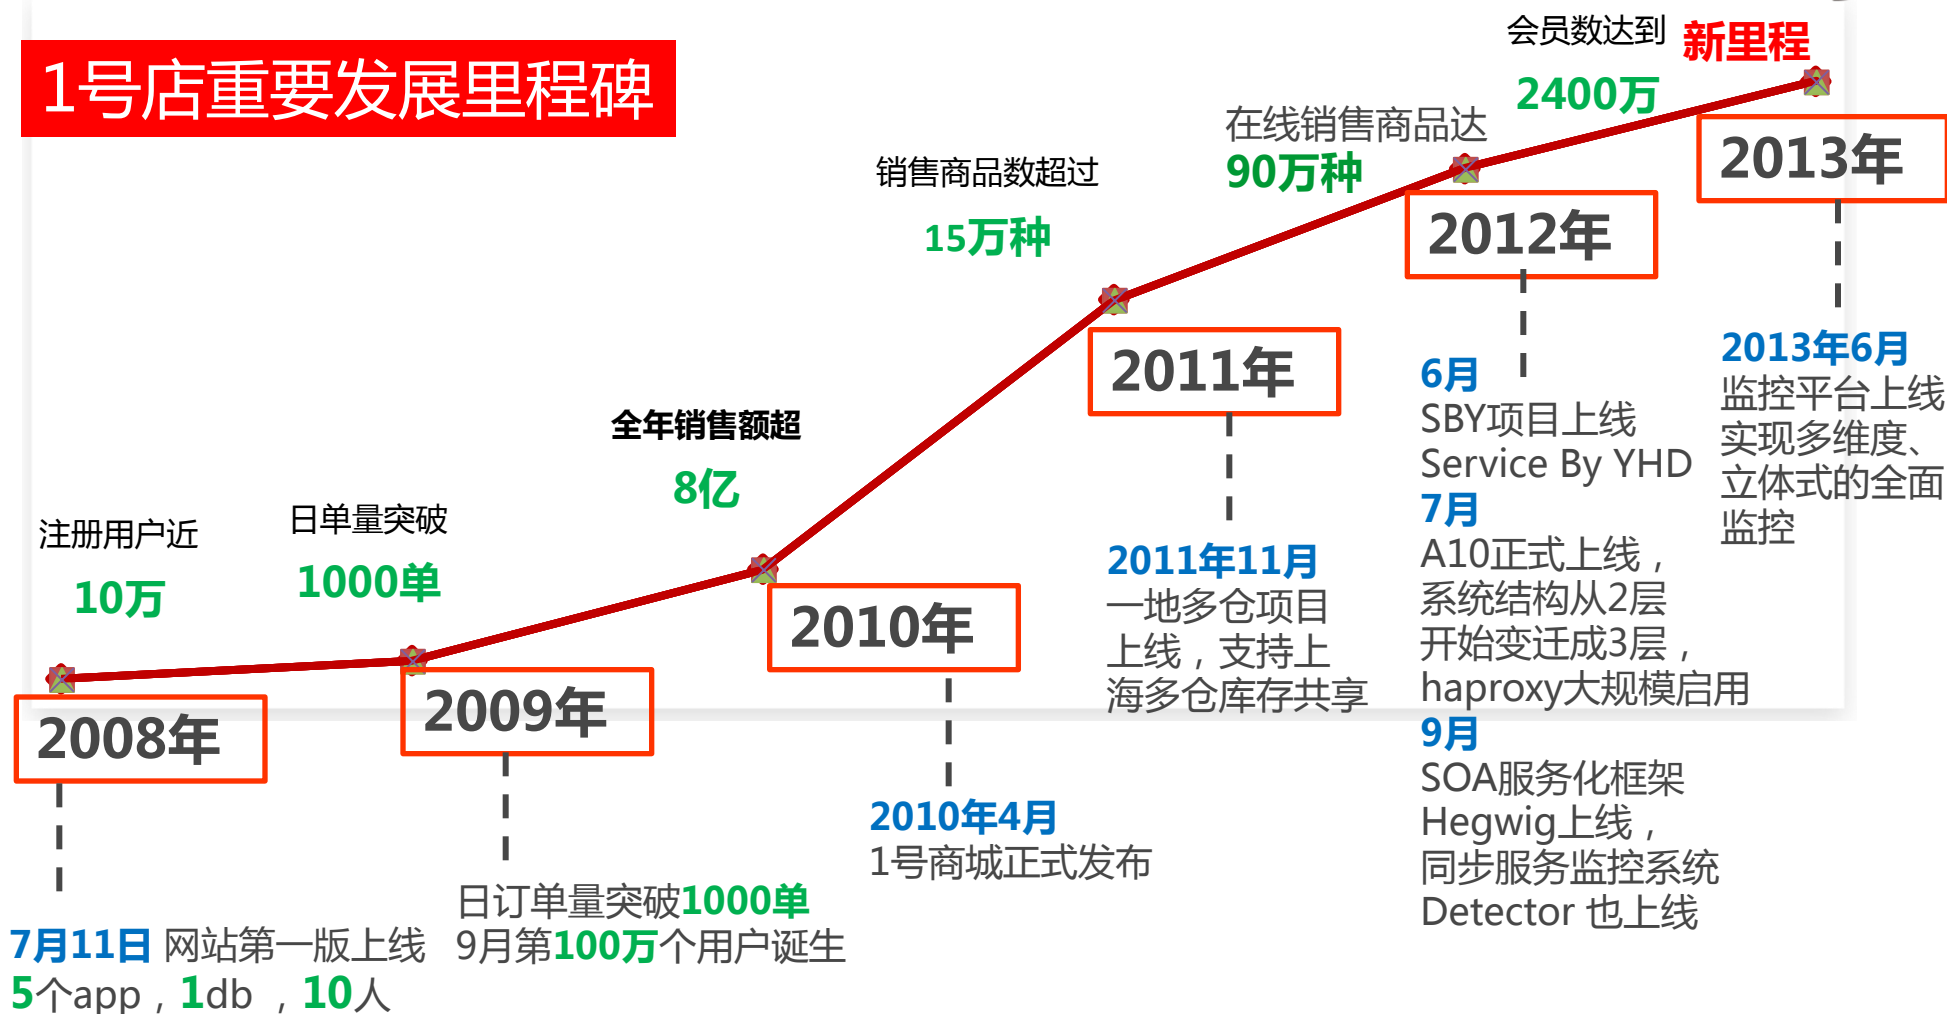 1号店重要发展里程碑
注册用户近
10万
2008年
7月11日 网站第一版上线
5个app，1db ，10人
日单量突破
1000单
2009年
日订单量突破1000单
9月第100万个用户诞生
全年销售额超
8亿
2010年
2010年4月
1号商城正式发布
销售商品数超过
15万种
2011年
2011年11月
一地多仓项目
上线，支持上
海多仓库存共享
在线销售商品达
90万种
2012年
6月
SBY项目上线
Service By YHD
7月
A10正式上线，
系统结构从2层
开始变迁成3层，
haproxy大规模启用
9月
SOA服务化框架
Hegwig上线，
同步服务监控系统
Detector 也上线
会员数达到
2400万
新里程
2013年
2013年6月
监控平台上线
实现多维度、
立体式的全面
监控